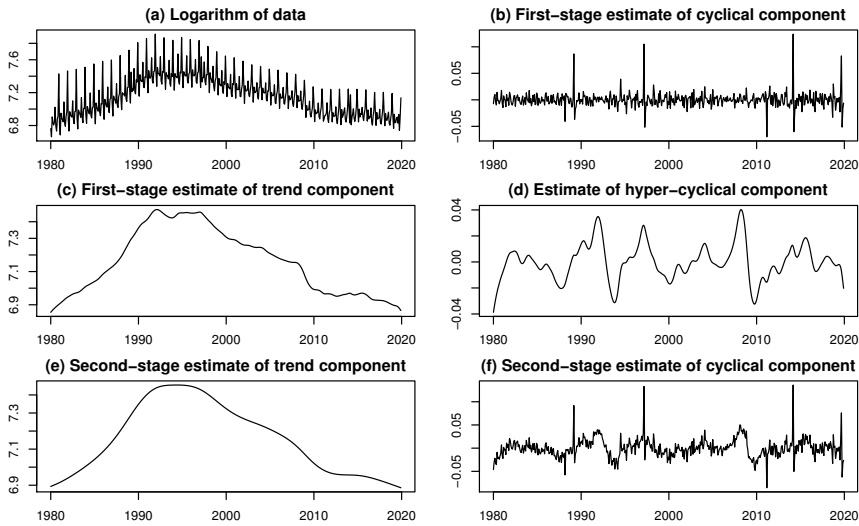 (a) Logarithm of data
7.6
7.2
6.8
1980 1990 2000 2010 2020
(b) First−stage estimate of cyclical component
0.05
−0.05
1980 1990 2000 2010 2020
(c) First−stage estimate of trend component
7.3
7.1
6.9
1980 1990 2000 2010 2020
(d) Estimate of hyper−cyclical component
0.04
0.00
−0.04
1980 1990 2000 2010 2020
(e) Second−stage estimate of trend component
7.3
7.1
6.9
1980 1990 2000 2010 2020
(f) Second−stage estimate of cyclical component
0.05
−0.05
1980 1990 2000 2010 2020